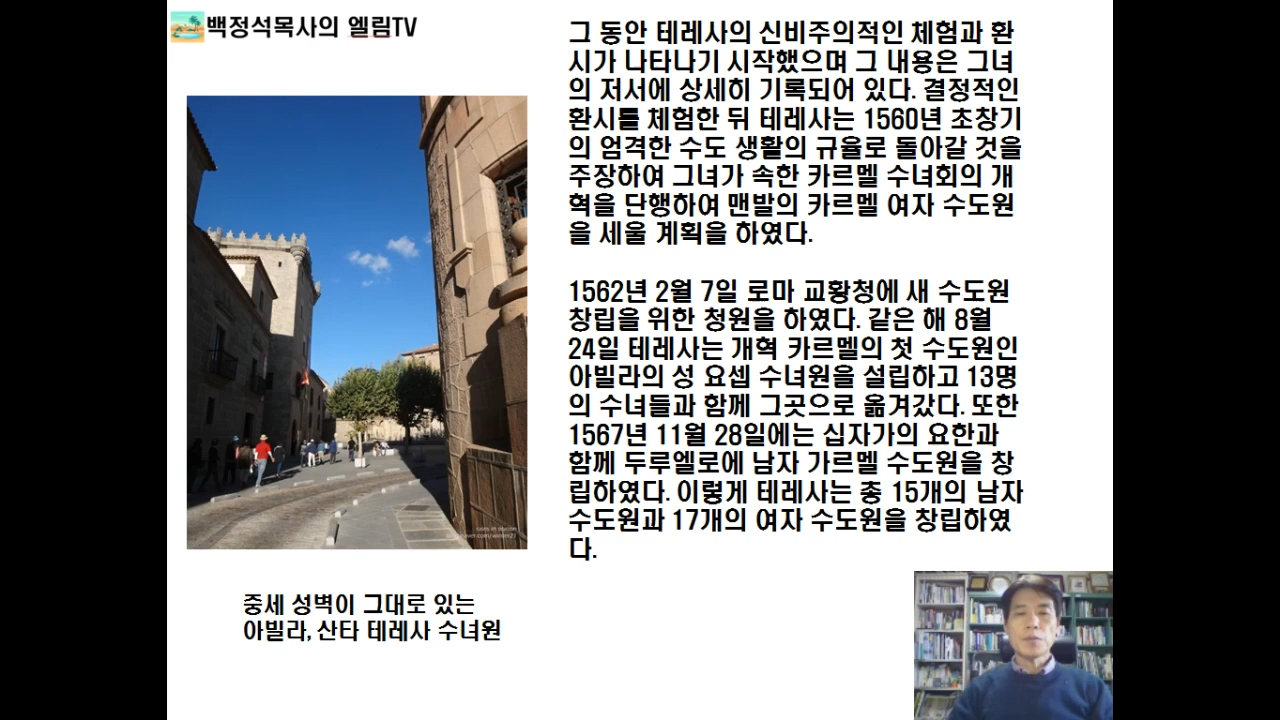 백정석목사의 엘림TV
그 동안 테레사의 신비주의적인 체험과 환
시가 나타나기 시작했으며 그 내용은 그녀
의 저서에 상세히 기록되어 있다. 결정적인
환시를 체험한 뒤 테레사는 1560년 초창기
의 엄격한 수도 생활의 규율로 돌아갈 것을
주장하여 그녀가 속한 카르멜 수녀회의 개
혁을 단행하여 맨발의 카르멜 여자 수도원
을 세울 계획을 하였다.
1562년 2월 7일 로마 교황청에 새 수도원
창립을 위한 청원을 하였다. 같은 해 8월
24일 테레사는 개혁 카르멜의 첫 수도원인
아빌라의 성 요셉 수녀원을 설립하고 13명
의 수녀들과 함께 그곳으로 옮겨갔다. 또한
1567년 11월 28일에는 십자가의 요한과
함께 두루엘로에 남자 가르멜 수도원을 창
립하였다. 이렇게 테레사는 총 15개의 남자
수도원과 17개의 여자 수도원을 창립하였
다.
중세 성벽이 그대로 있는
아빌라, 산타 테레사 수녀원